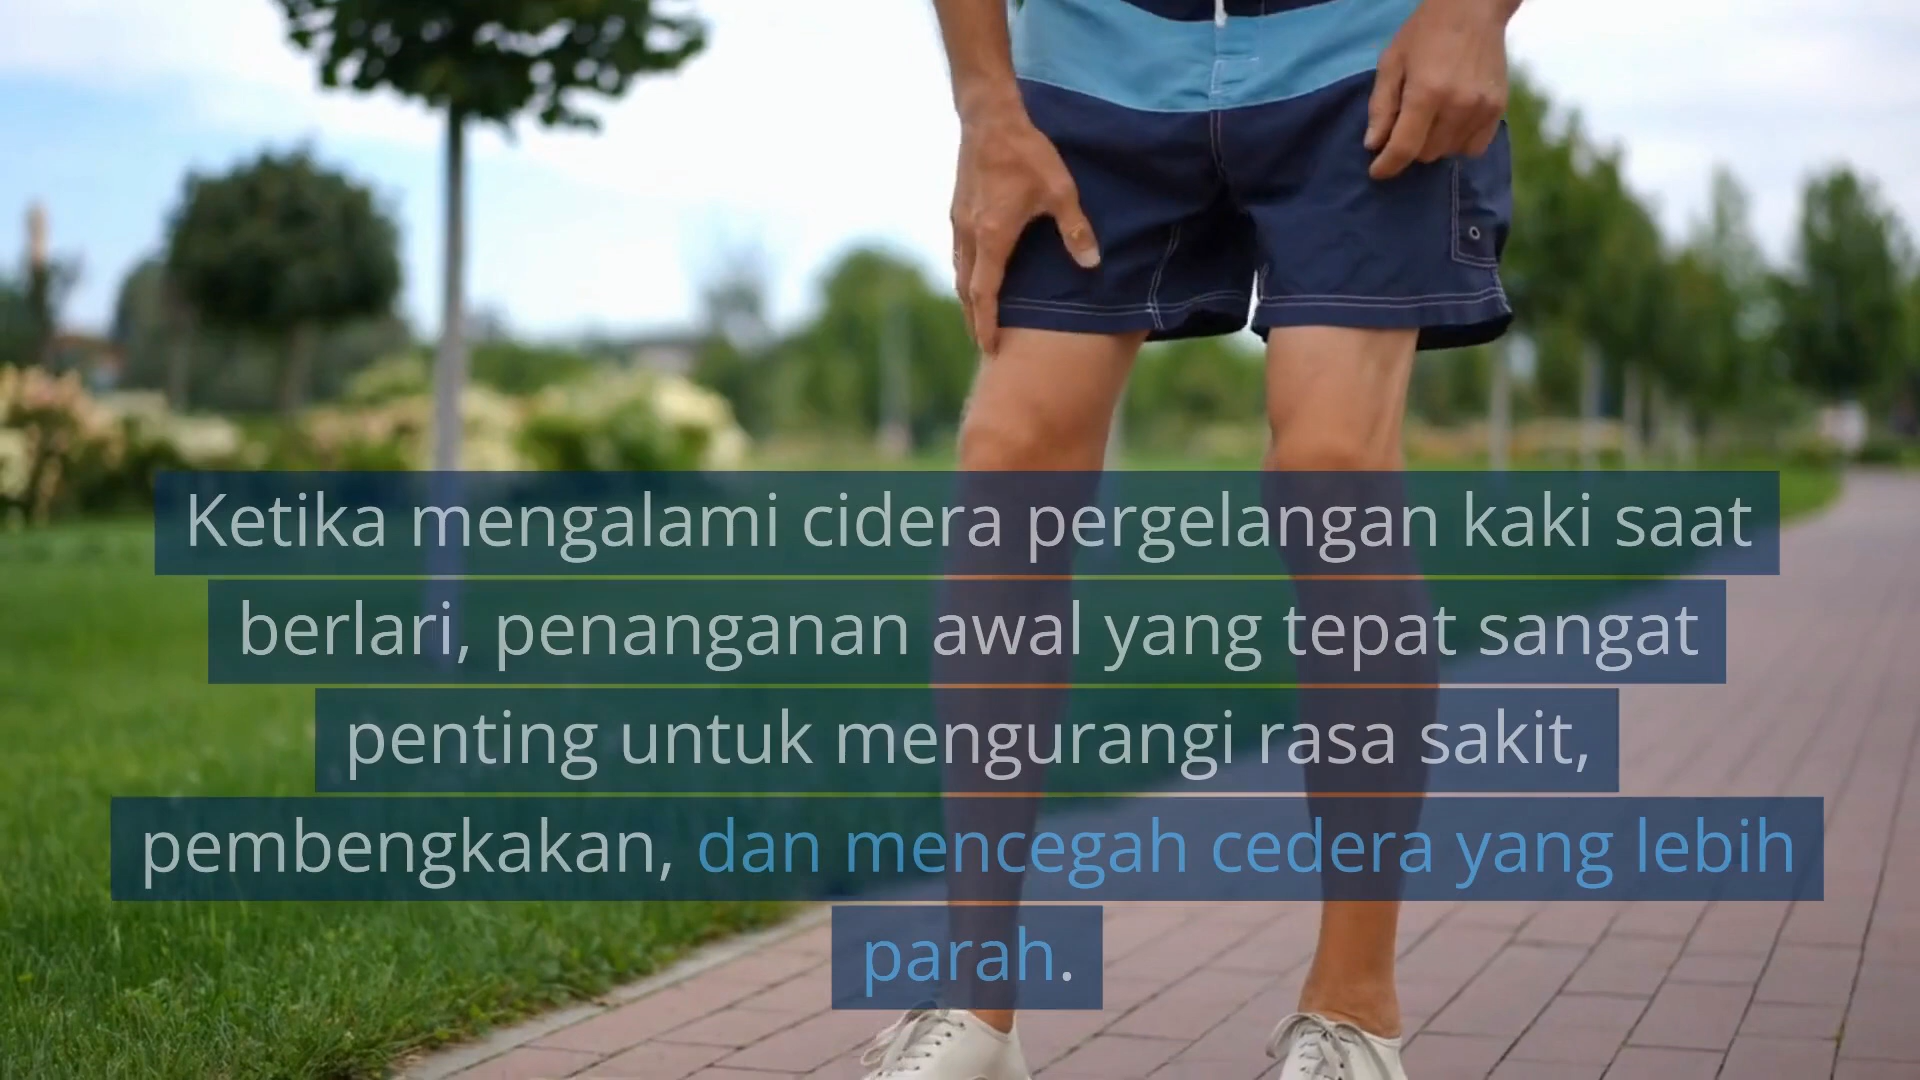 Ketika mengalami cidera pergelangan kaki saat
berlari, penanganan awal yang tepat sangat
penting untuk mengurangi rasa sakit,
pembengkakan, dan mencegah cedera yang lebih
parah.